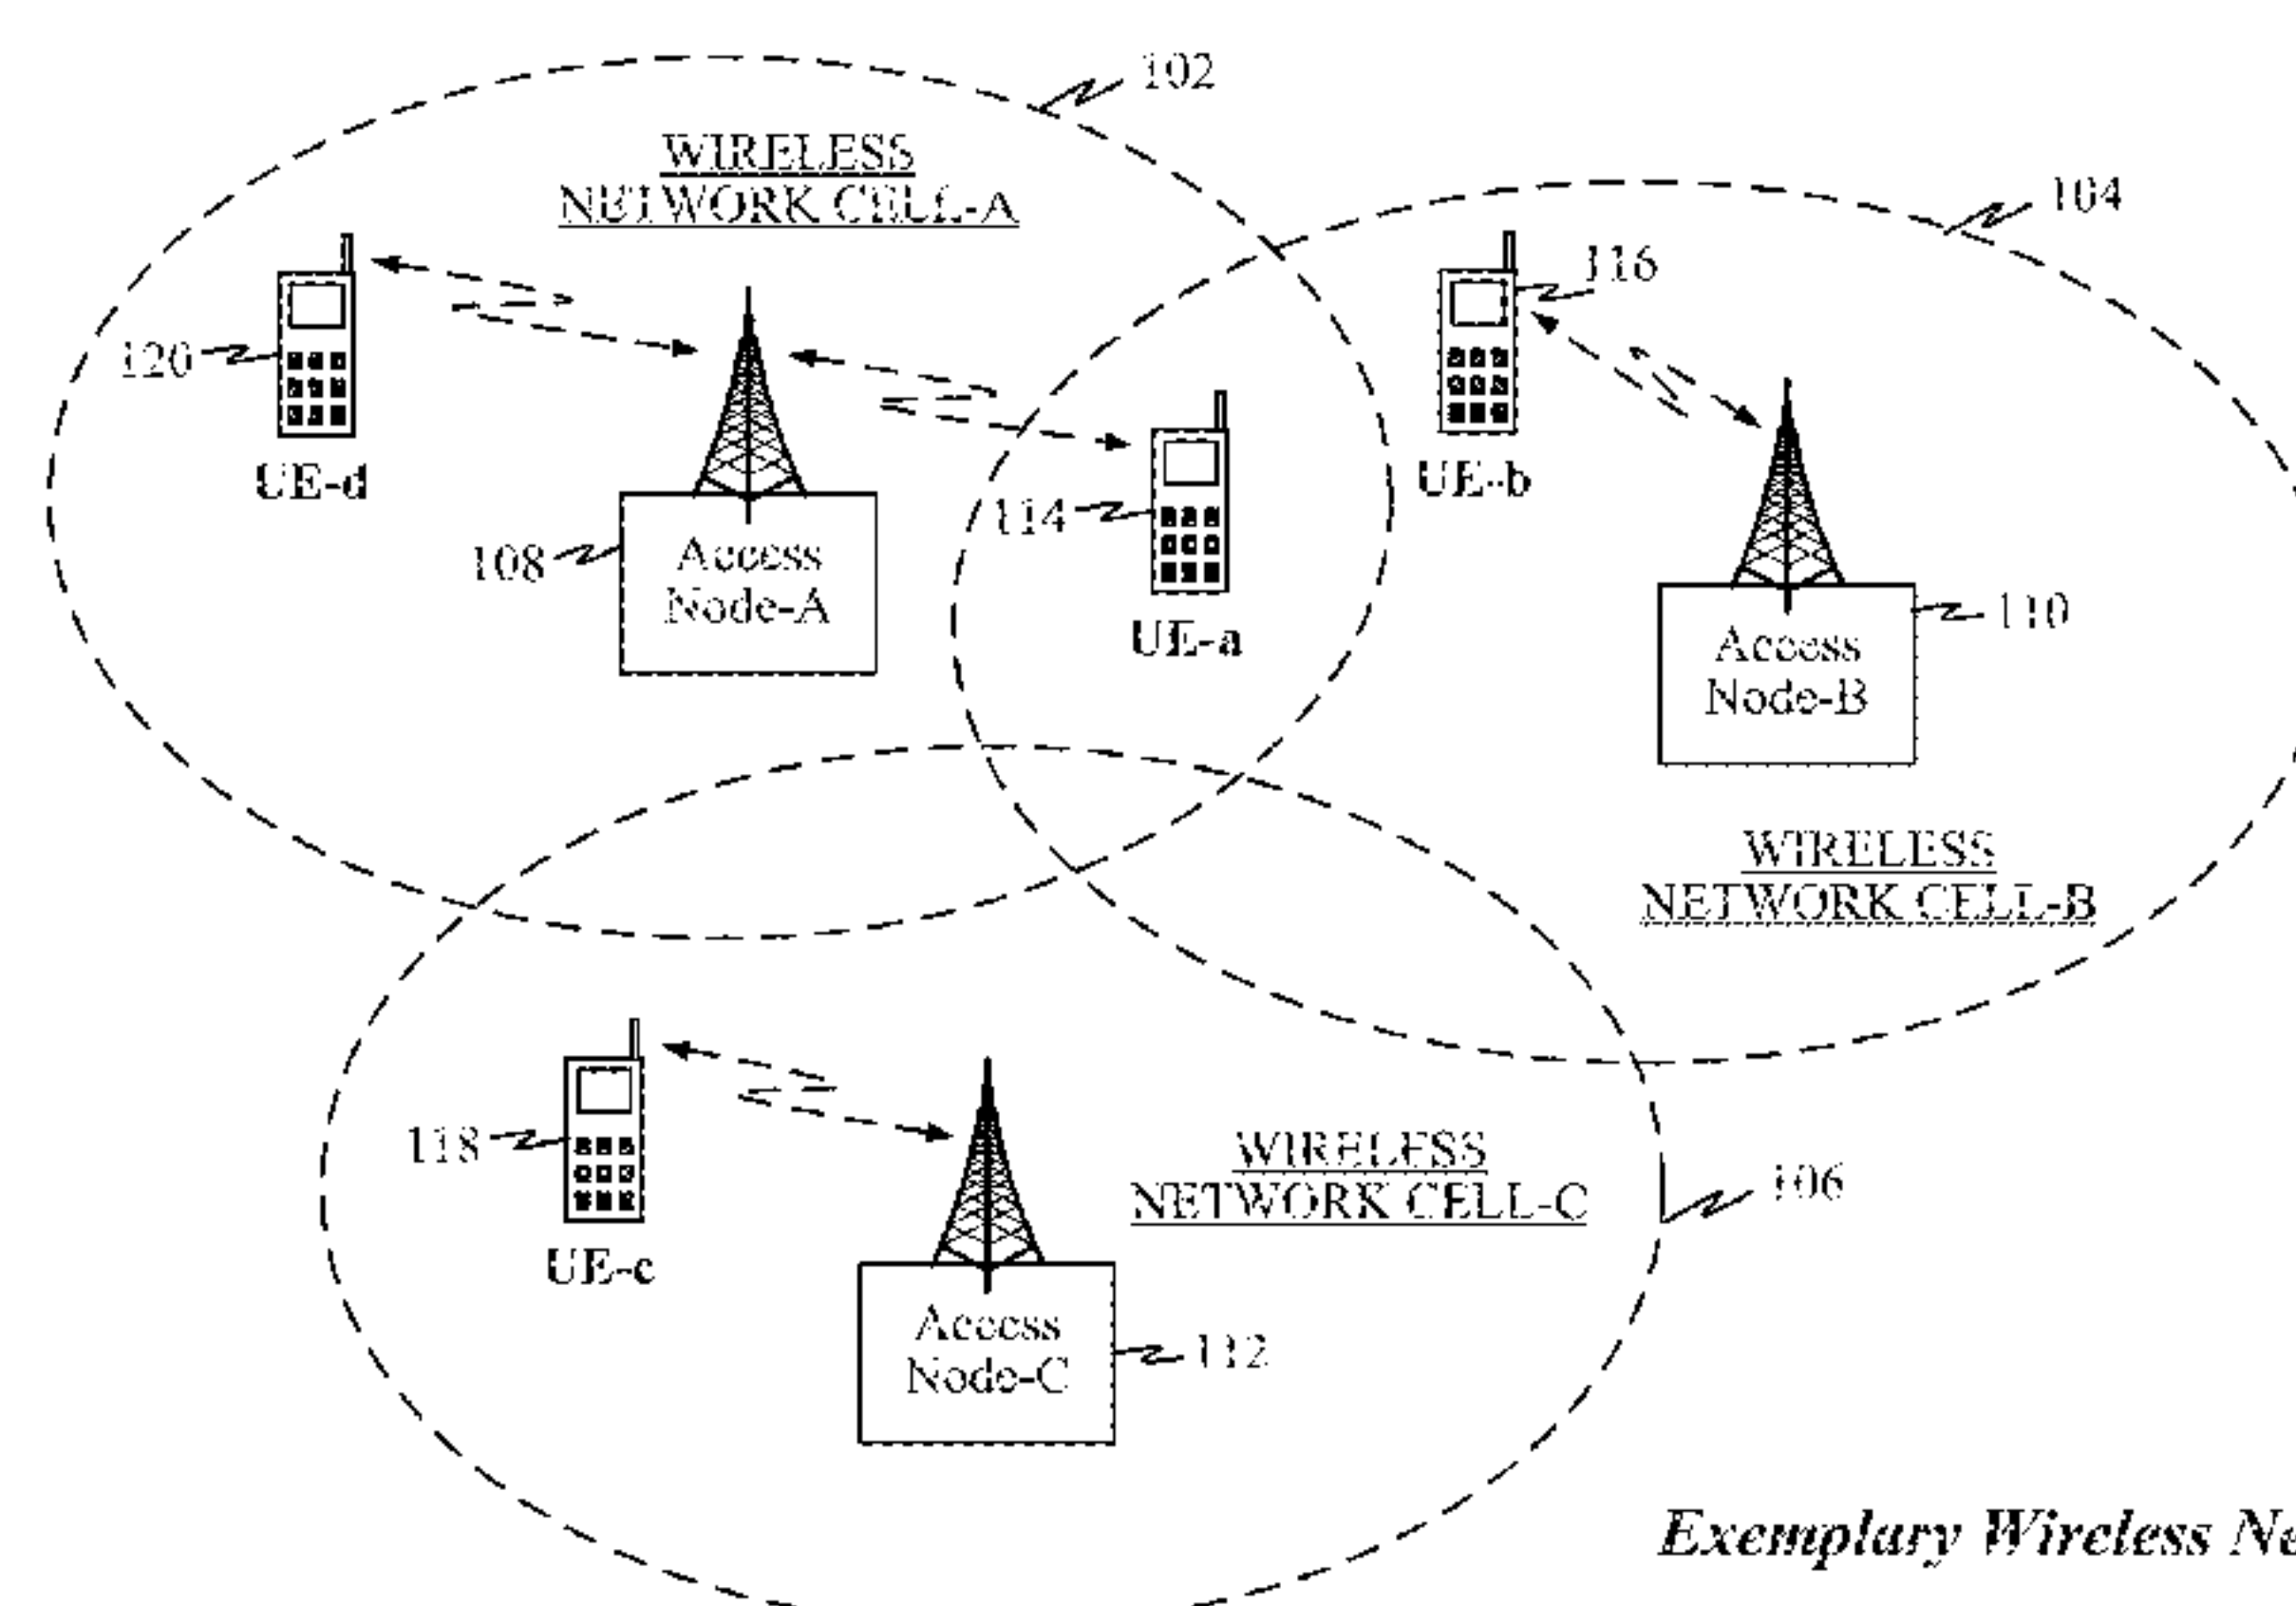 102
WIRELESS
NETWORK CELL-A
104
116
120
UE-d
UE-b
114
108
Access
Node-A
UE-a
110
Access
Node-B
WIRELESS
NETWORK CELL-B
118
WIRELESS
NETWORK CELL-C
106
UE-c
Access
Node-C
112
Exemplary Wireless Ne